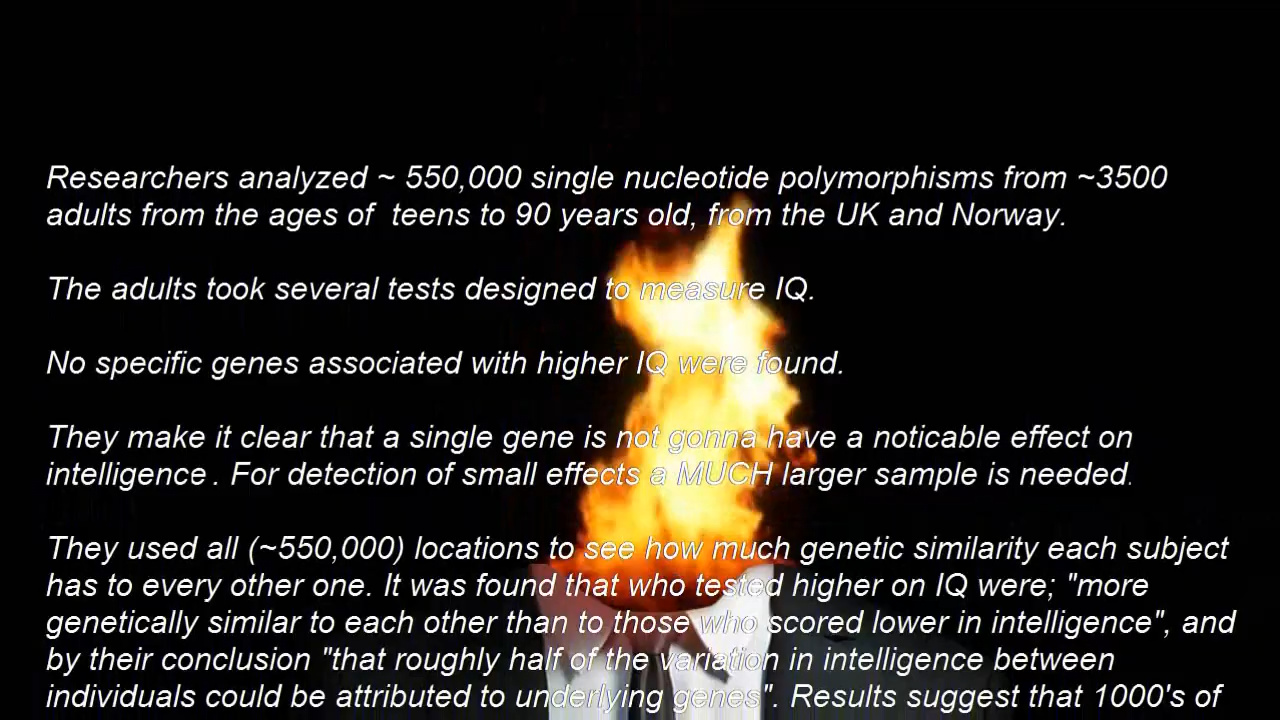 Researchers analyzed ~ 550,000 single nucleotide polymorphisms from ~3500
adults from the ages of teens to 90 years old, from the UK and Norway.
The adults took several tests designed to measure IQ.
No specific genes associated with higher IQ were found.
They make it clear that a single gene is not gonna have a noticable effect on
intelligence . For detection of small effects a MUCH larger sample is needed.
They used all (~550,000) locations to see how much genetic similarity each subject
has to every other one. It was found that who tested higher on IQ were; "more
genetically similar to each other than to those who scored lower in intelligence", and
by their conclusion "that roughly half of the variation in intelligence between
individuals could be attributed to underlying genes". Results suggest that 1000's of